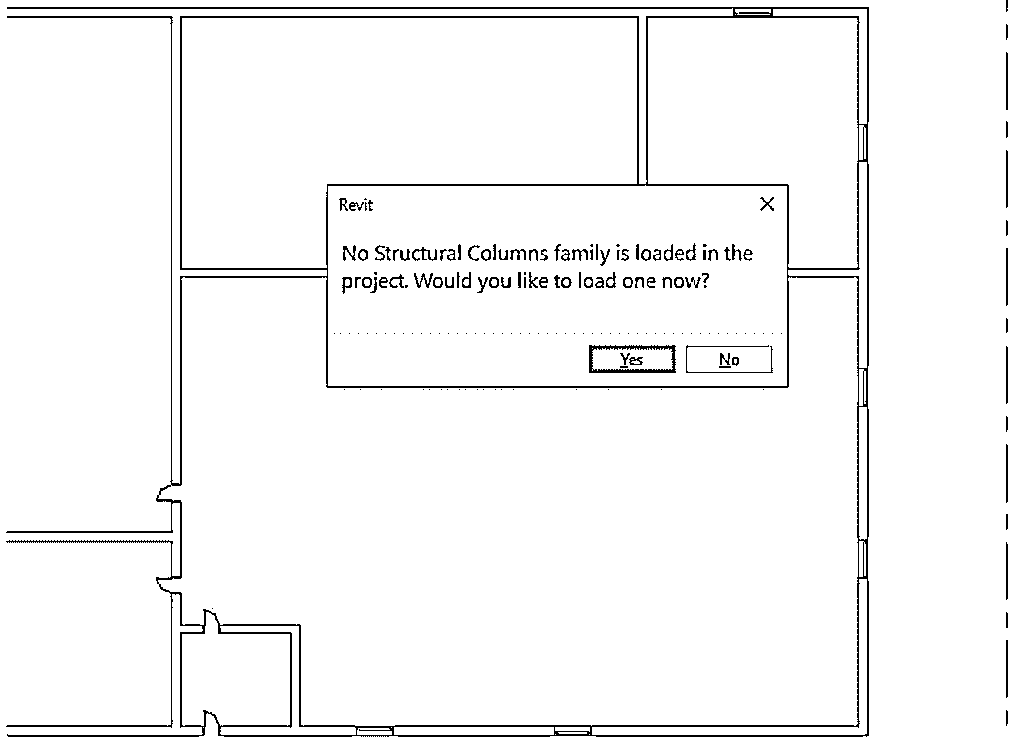 Revit
No Structural Columns family is loaded in the
project. Would you like to load one now?
Yes
No